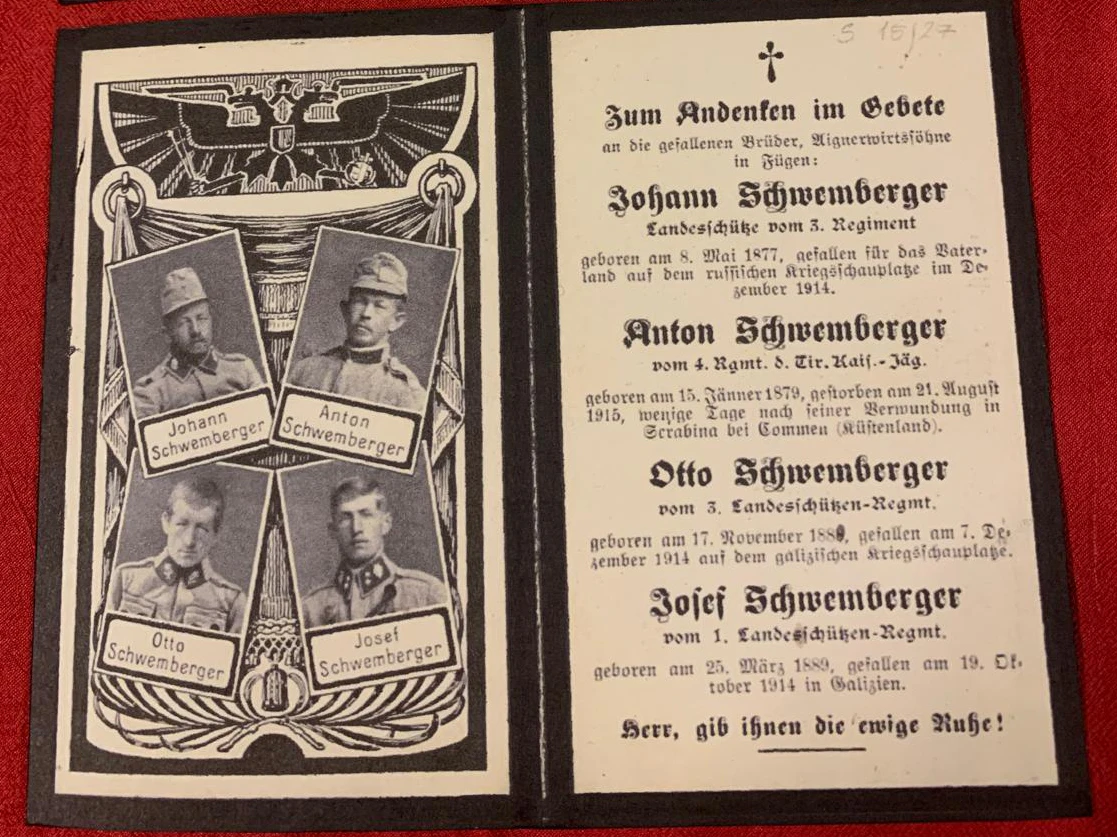 Johann
Schwemberger
Anton
Schwemberger
Otto
Schwemberger
Josef
Schwemberger
S 15/27
Zum Andenken im Gebete
an die gefallenen Brüder, Aignerwirtssöhne
in Fügen:
Johann Schwemberger
Landesschütze vom 3. Regiment
geboren am 8. Mai 1877, gefallen für das Vater-
land auf dem russischen Kriegsschauplatze im De-
zember 1914.
Anton Schwemberger
vom 4. Rgmt. d. Tir. Kais.-Jäg.
geboren am 15. Jänner 1879, gestorben am 21. August
1915, wenige Tage nach seiner Verwundung in
Scrabina bei Commen (Küstenland).
Otto Schwemberger
vom 3. Landesschützen-Regmt.
geboren am 17. November gefallen am 7. De-
zember 1914 auf dem galizischen Kriegsschauplatze.
Josef Schwemberger
vom 1. Landesschützen-Regmt.
geboren am 25. März 1889, gefallen am 19. Ok-
tober 1914 in Galizien.
Herr, gib ihnen die ewige Ruhe!